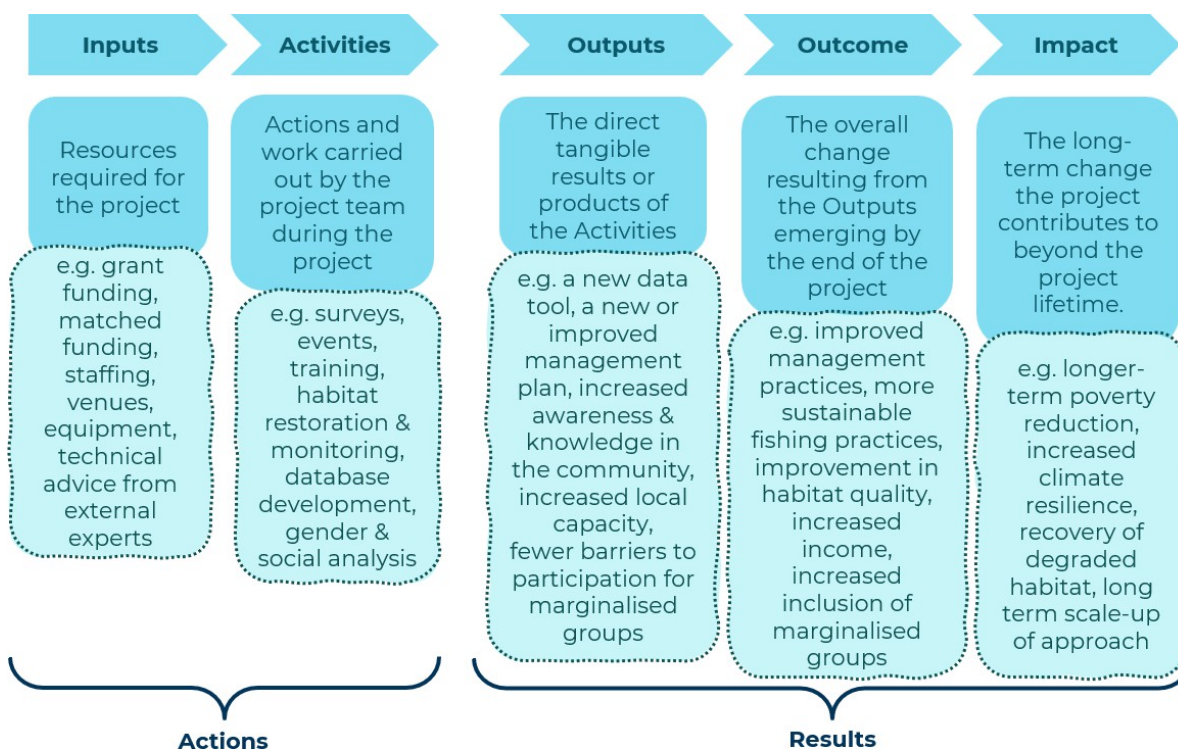 Inputs
Activities
Outputs
Outcome
Impact
Resources
required for
the project
e.g. grant
funding,
matched
funding,
staffing,
venues,
equipment,
technical
advice from
external
experts
Actions and
work carried
out by the
project team
during the
project
e.g. surveys,
events,
training,
habitat
restoration &
monitoring,
database
development,
gender &
social analysis
The direct
tangible
results or
products of
the Activities
e.g. a new data
tool, a new or
improved
management
plan, increased
awareness &
knowledge in
the community,
increased local
capacity,
fewer barriers to
participation for
marginalised
groups
The overall
change
resulting from
the Outputs
emerging by
the end of the
project
e.g. improved
management
practices, more
sustainable
fishing practices,
improvement in
habitat quality,
increased
income,
increased
inclusion of
marginalised
groups
The long-
term change
the project
contributes to
beyond the
project
lifetime.
e.g. longer-
term poverty
reduction,
increased
climate
resilience,
recovery of
degraded
habitat, long
term scale-up
of approach
Actions
Results